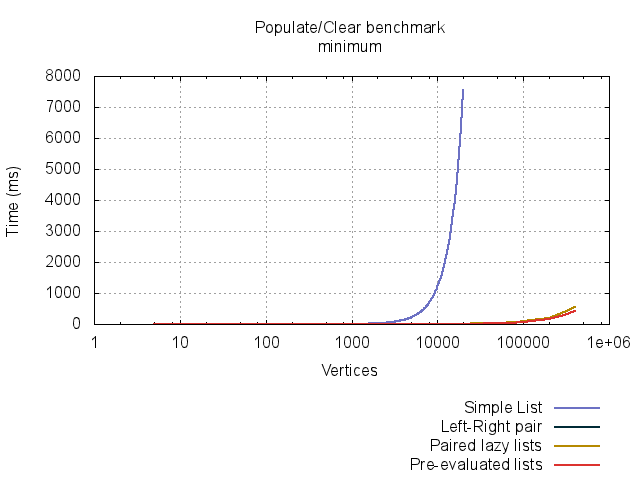 Populate/Clear benchmark
minimum
8000
7000
6000
5000
4000
3000
2000
1000
0
Time (ms)
1 10 100 1000 10000 100000 1e+06
Vertices
Simple List
Left-Right pair
Paired lazy lists
Pre-evaluated lists